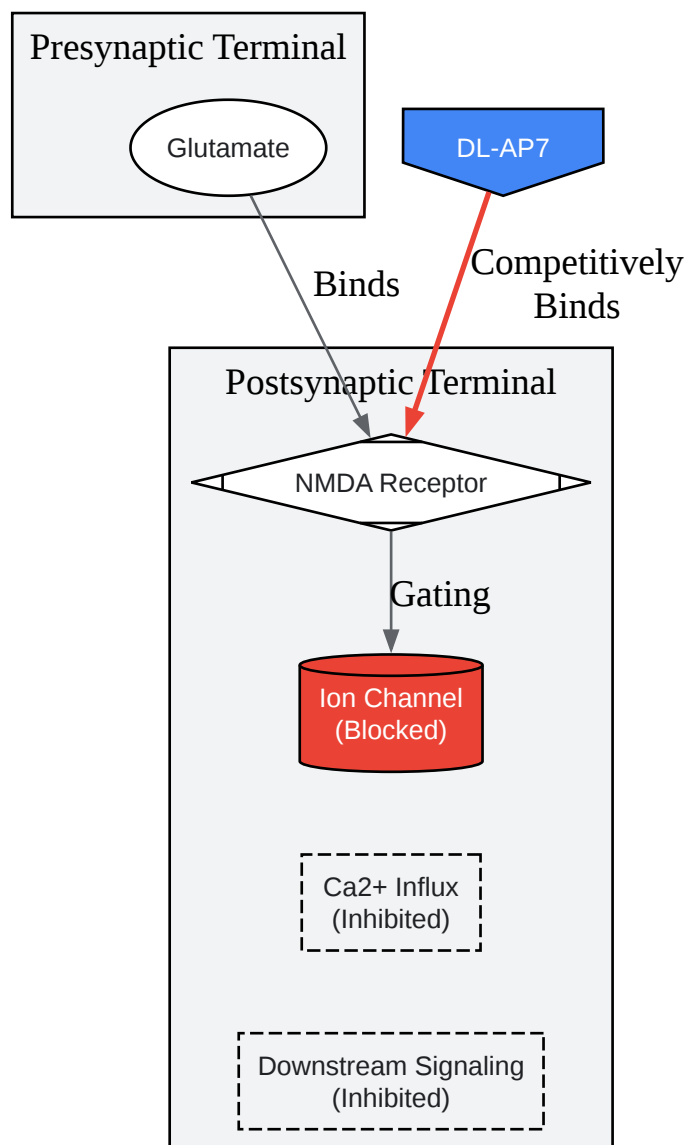 Presynaptic Terminal
Glutamate
DL-AP7
Binds
Competitively
Binds
Postsynaptic Terminal
NMDA Receptor
Gating
Ion Channel
(Blocked)
Ca2+ Influx
(Inhibited)
Downstream Signaling
(Inhibited)